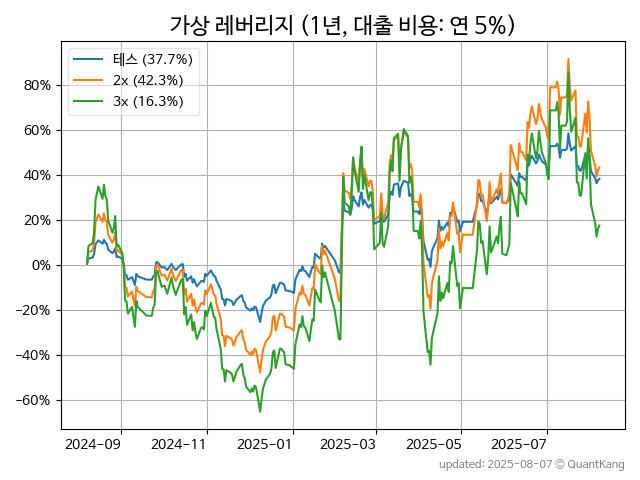 가상 레버리지 (1년, 대출 비용: 연 5%)
테스 (37.7%)
2x (42.3%)
3x (16.3%)
80%
60%
40%
20%
0%
−20%
−40%
−60%
2024-09
2024-11
2025-01
2025-03
2025-05
2025-07
updated: 2025-08-07 © QuantKang